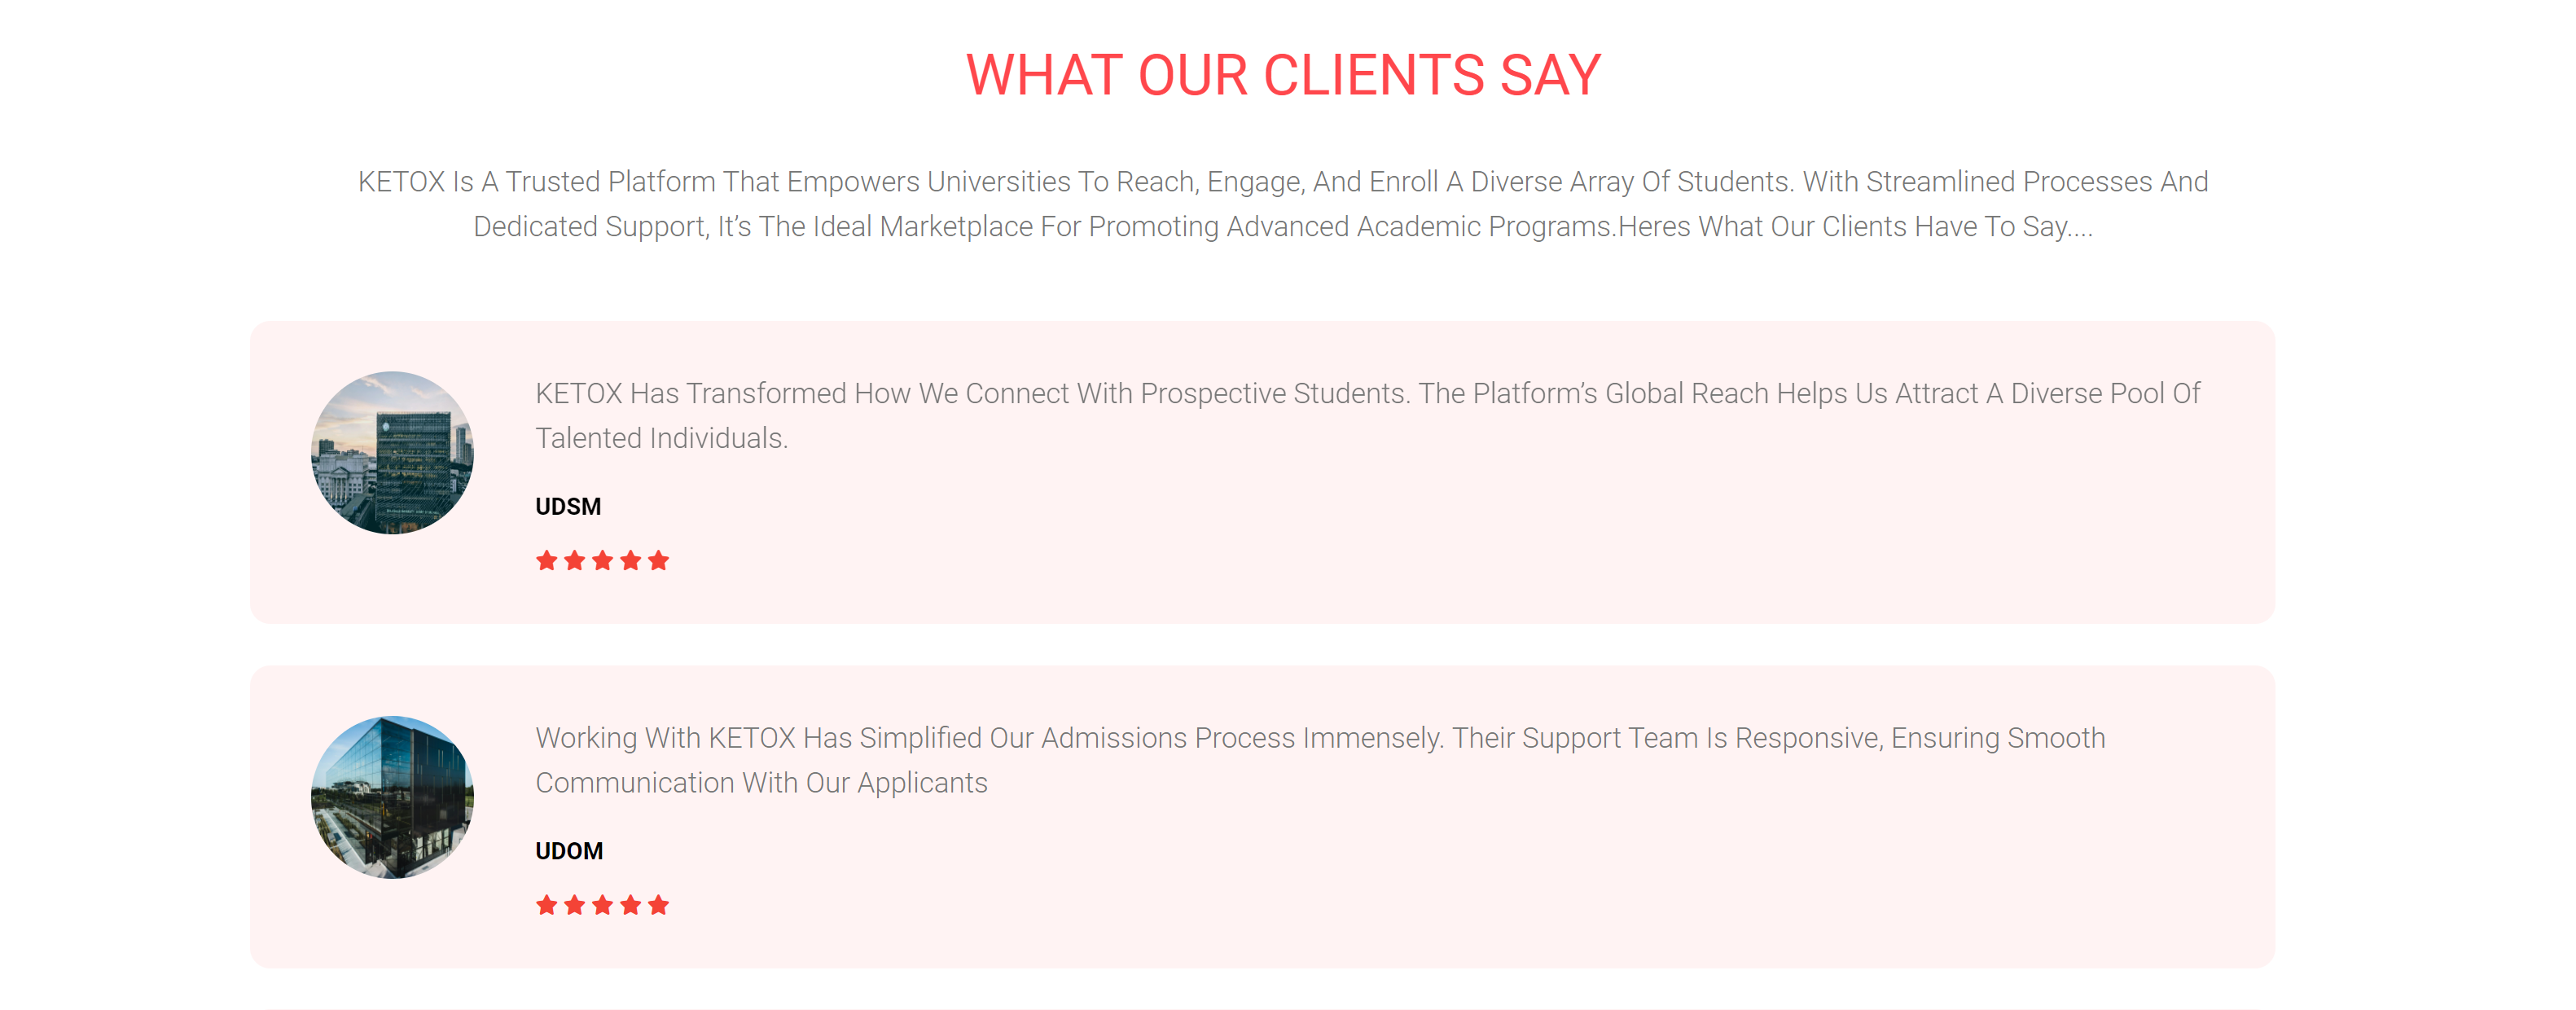 WHAT OUR CLIENTS SAY
KETOX Is A Trusted Platform That Empowers Universities To Reach, Engage, And Enroll A Diverse Array Of Students. With Streamlined Processes And
Dedicated Support, It’s The Ideal Marketplace For Promoting Advanced Academic Programs.Heres What Our Clients Have To Say....
KETOX Has Transformed How We Connect With Prospective Students. The Platform’s Global Reach Helps Us Attract A Diverse Pool Of
Talented Individuals.
UDSM
Working With KETOX Has Simplified Our Admissions Process Immensely. Their Support Team Is Responsive, Ensuring Smooth
Communication With Our Applicants
UDOM